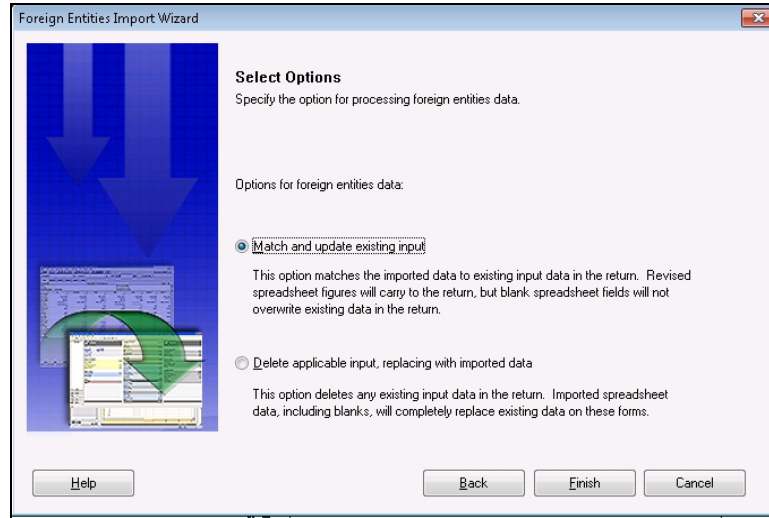 Foreign Entities Import Wizard
Select Options
Specify the option for processing foreign entities data.
Options for foreign entities data:
Match and update existing input
This option matches the imported data to existing input data in the return. Revised
spreadsheet figures will carry to the return, but blank spreadsheet fields will not
overwrite existing data in the return.
Delete applicable input, replacing with imported data
This option deletes any existing input data in the return. Imported spreadsheet
data, including blanks, will completely replace existing data on these forms.
Help
Back
Finish
Cancel